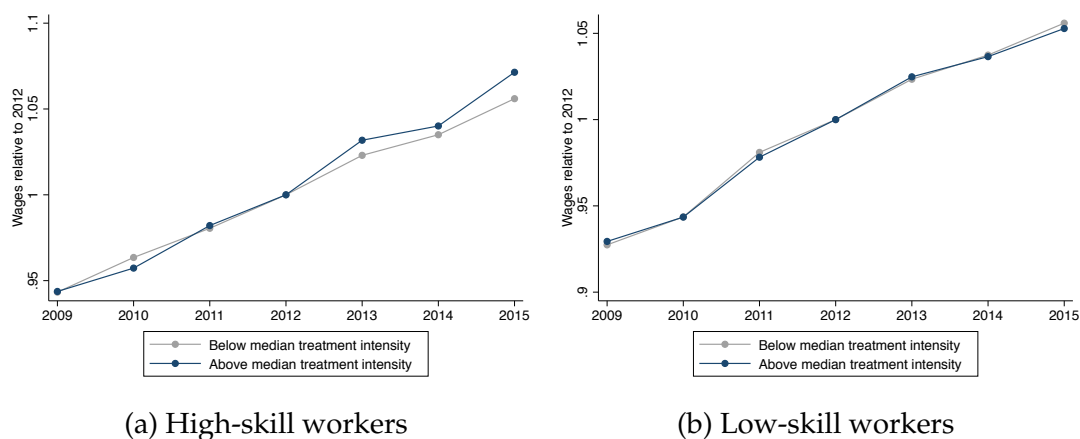 Wages relative to 2012
1.1
1.05
1
.95
2009 2010 2011 2012 2013 2014 2015
Below median treatment intensity
Above median treatment intensity
(a) High-skill workers
Wages relative to 2012
1.05
1
.95
.9
2009 2010 2011 2012 2013 2014 2015
Below median treatment intensity
Above median treatment intensity
(b) Low-skill workers